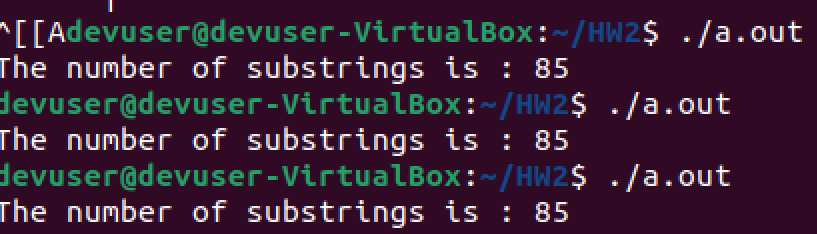 ^[[Adevuser@devuser-VirtualBox:~/HW2$ ./a.out
The number of substrings is : 85
devuser@devuser-VirtualBox:~/HW2$ ./a.out
The number of substrings is : 85
devuser@devuser-VirtualBox:~/HW2$ ./a.out
The number of substrings is : 85